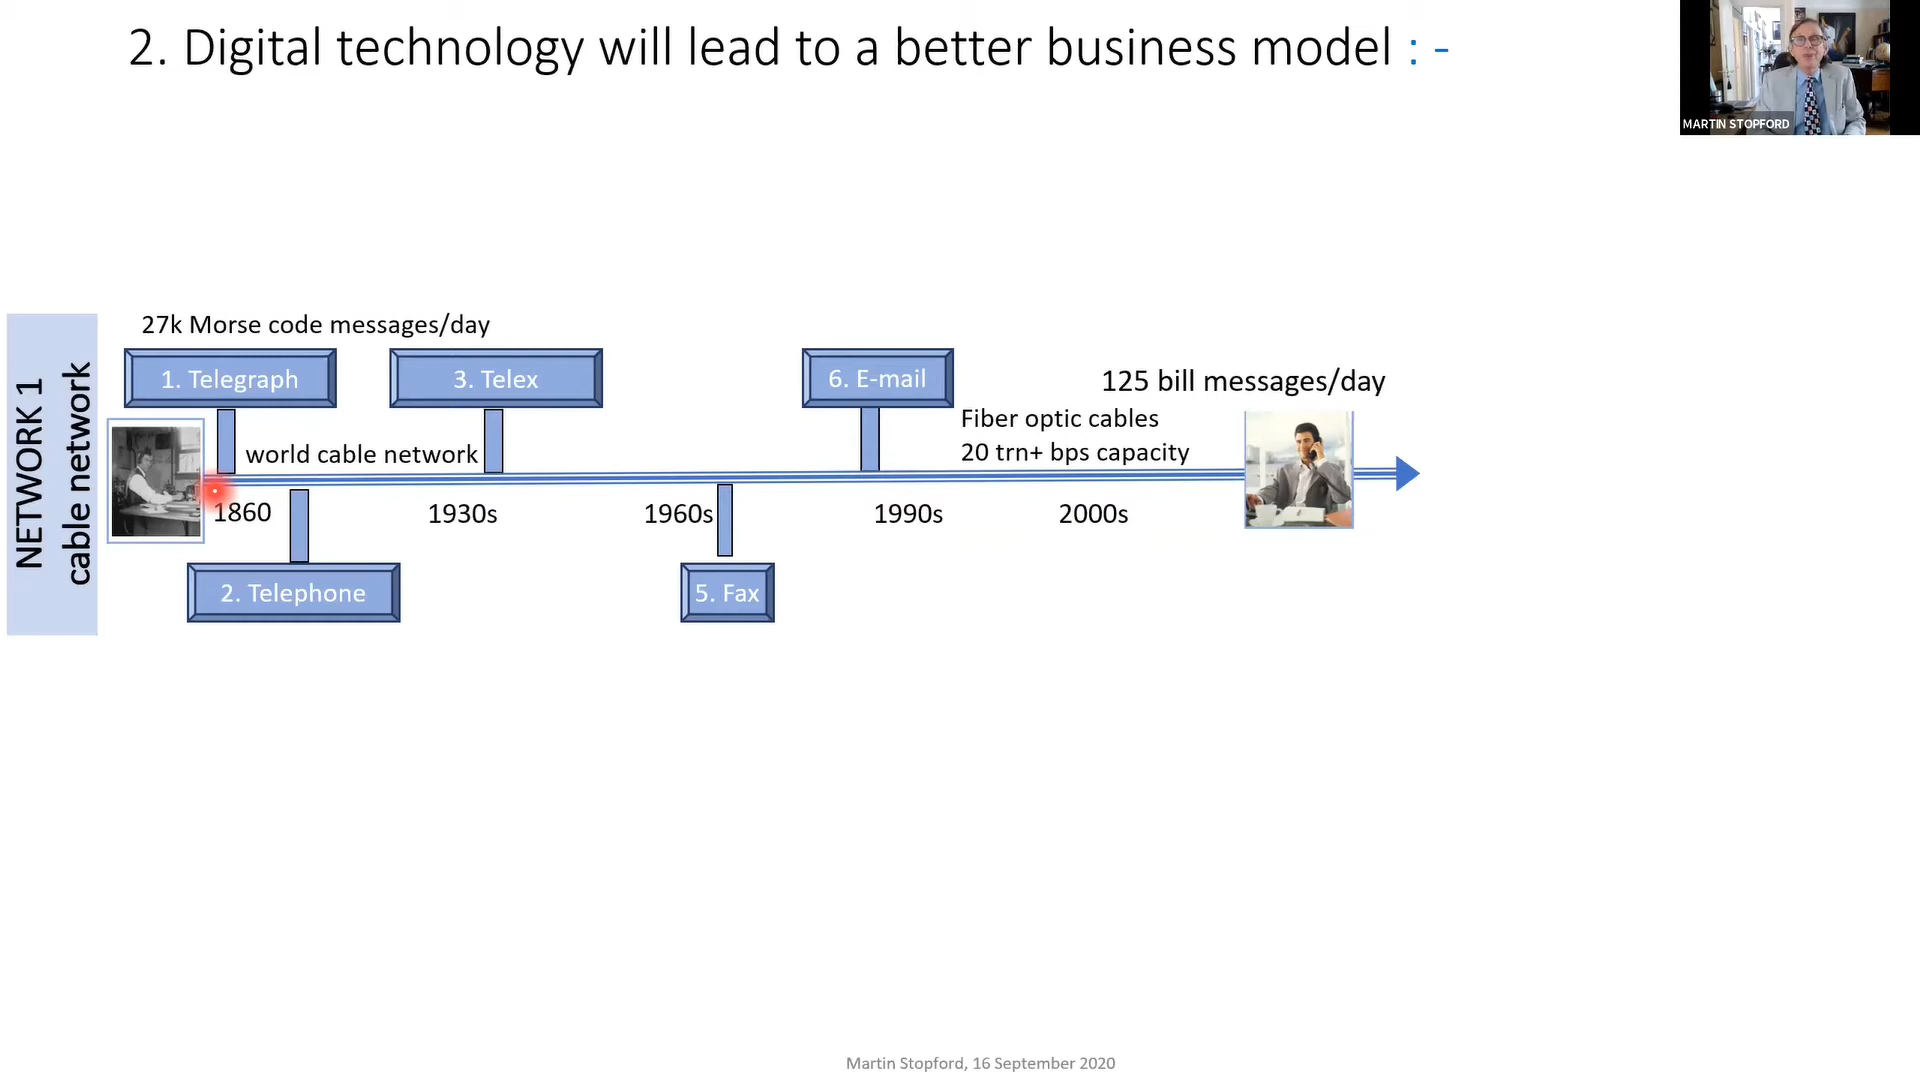 2. Digital technology will lead to a better business model : -
MARTIN STOPFORD
NETWORK 1
cable network
27k Morse code messages/day
1. Telegraph
3. Telex
6. E-mail
125 bill messages/day
Fiber optic cables
20 trn+ bps capacity
world cable network
1860
1930s
1960s
1990s
2000s
2. Telephone
5. Fax
Martin Stopford, 16 September 2020